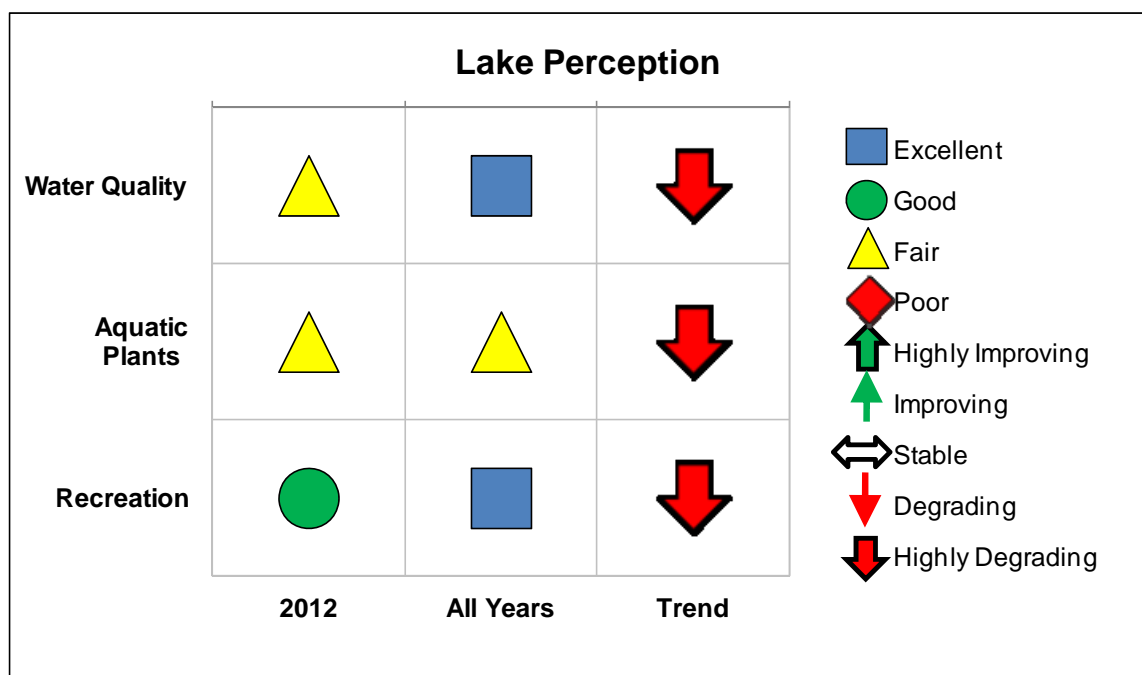 Lake Perception
Water Quality
Aquatic
Plants
Recreation
2012
All Years
Trend
Excellent
Good
Fair
Poor
Highly Improving
Improving
Stable
Degrading
Highly Degrading